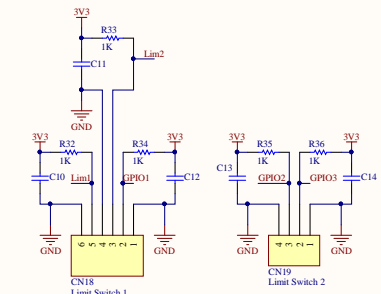 3V3
R33
1K
Lim2
C11
GND
3V3
R32
1K
R34
1K
3V3
3V3
R35
1K
R36
1K
3V3
C10
Lim1
GPIO1
C12
C13
GPIO2
GPIO3
C14
GND
6
5
4
3
2
1
GND
GND
4
3
2
1
GND
CN18
Limit Switch 1
CN19
Limit Switch 2